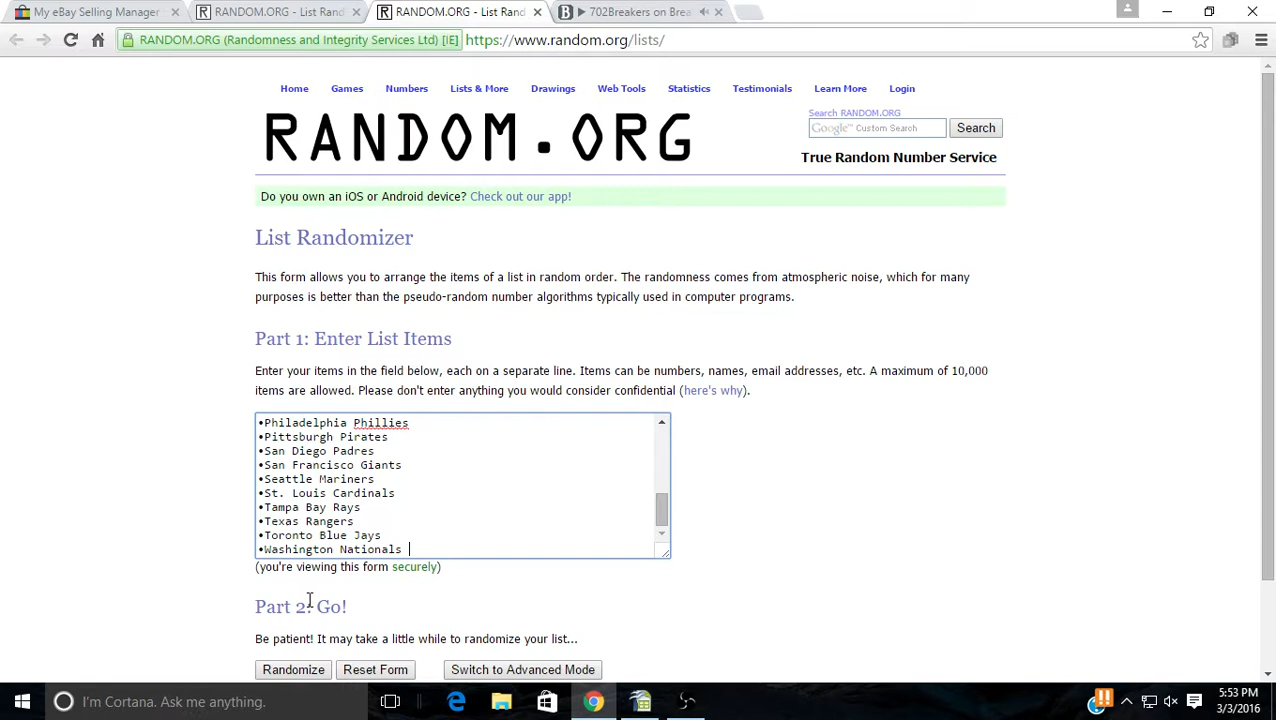 My eBay Selling Manager
RANDOM.ORG - List Rand
RANDOM.ORG - List Rand
702Breakers on Brea
RANDOM.ORG (Randomness and Integrity Services Ltd) [IE]
https://www.random.org/lists/
Home Games Numbers Lists & More Drawings Web Tools Statistics Testimonials Learn More Login
Search RANDOM.ORG
RANDOM.ORG
Google™ Custom Search
Search
True Random Number Service
Do you own an iOS or Android device? Check out our app!
List Randomizer
This form allows you to arrange the items of a list in random order. The randomness comes from atmospheric noise, which for many
purposes is better than the pseudo-random number algorithms typically used in computer programs.
Part 1: Enter List Items
Enter your items in the field below, each on a separate line. Items can be numbers, names, email addresses, etc. A maximum of 10,000
items are allowed. Please don't enter anything you would consider confidential (here's why).
•Philadelphia Phillies
•Pittsburgh Pirates
•San Diego Padres
•San Francisco Giants
•Seattle Mariners
•St. Louis Cardinals
•Tampa Bay Rays
•Texas Rangers
•Toronto Blue Jays
•Washington Nationals
(you're viewing this form securely)
Part 2: Go!
Be patient! It may take a little while to randomize your list...
Randomize
Reset Form
Switch to Advanced Mode
I'm Cortana. Ask me anything.
5:53 PM
3/3/2016